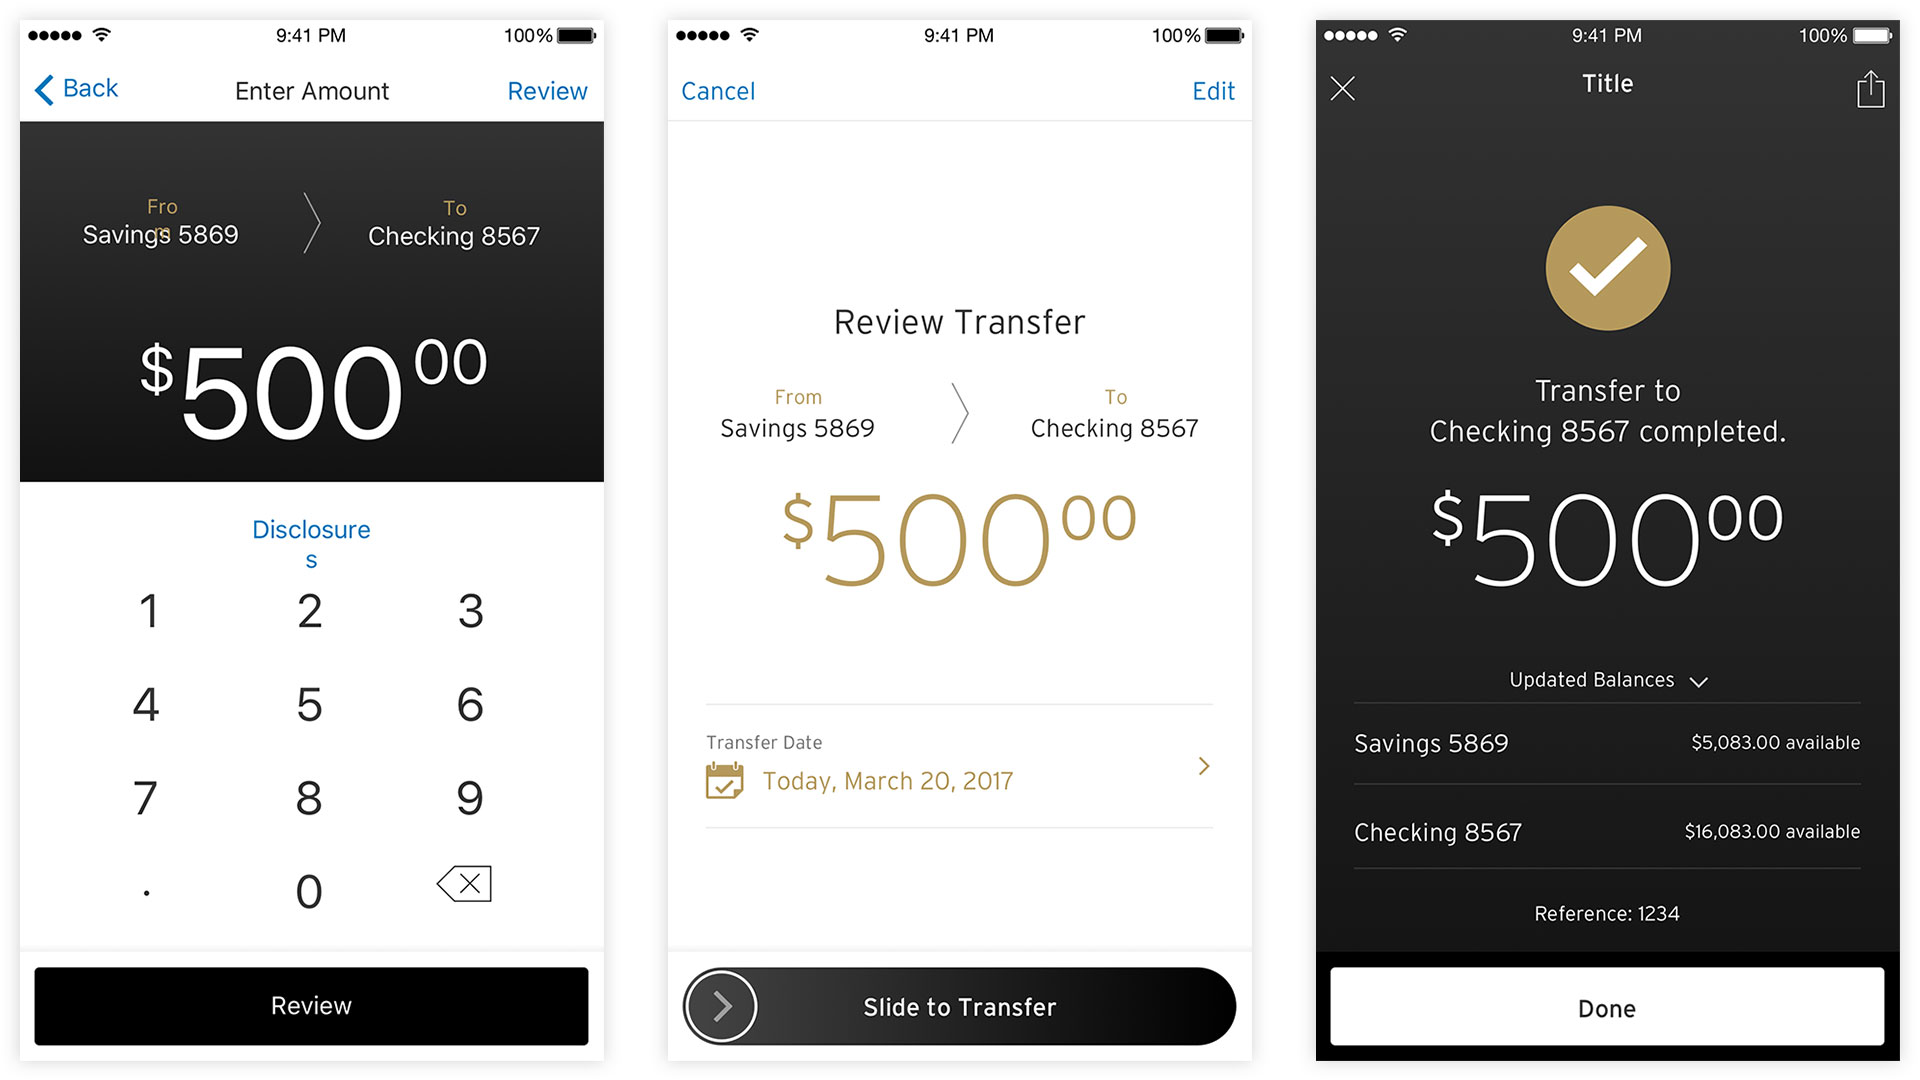 9:41 PM 100%
Back Enter Amount Review
Fro
m
Savings 5869
To
Checking 8567
$500 00
Disclosure
s
1 2 3
4 5 6
7 8 9
. 0
Review
9:41 PM 100%
Cancel Edit
Review Transfer
From To
Savings 5869 Checking 8567
$500 00
Transfer Date
Today, March 20, 2017
Slide to Transfer
9:41 PM 100%
Title
Transfer to
Checking 8567 completed.
$500 00
Updated Balances
Savings 5869 $5,083.00 available
Checking 8567 $16,083.00 available
Reference: 1234
Done